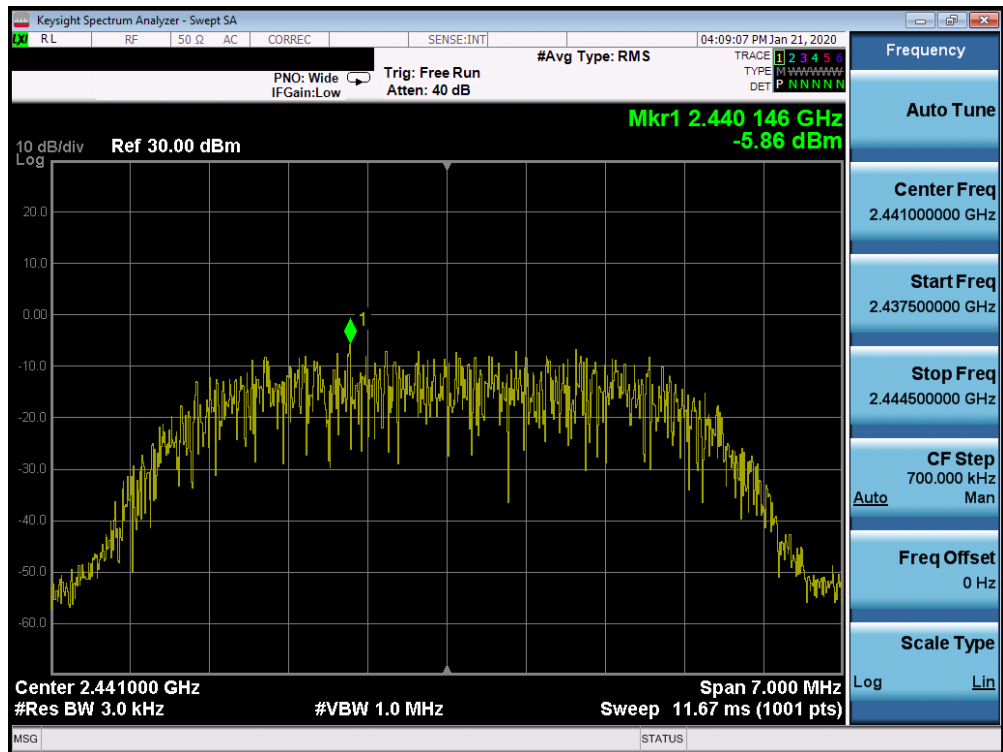 Keysight Spectrum Analyzer - Swept SA
LXI RL RF 50 Ω AC CORREC SENSE:INT 04:09:07 PM Jan 21, 2020
#Avg Type: RMS
TRACE 1 2 3 4 5 6
PNO: Wide Trig: Free Run
TYPE M WWWWW
IFGain:Low Atten: 40 dB
DET P N N N N N
Mkr1 2.440 146 GHz
-5.86 dBm
10 dB/div Ref 30.00 dBm
Log
20.0
10.0
1
0.00
-10.0
-20.0
-30.0
-40.0
-50.0
-60.0
Center 2.441000 GHz Span 7.000 MHz
#Res BW 3.0 kHz #VBW 1.0 MHz Sweep 11.67 ms (1001 pts)
MSG STATUS
Frequency
Auto Tune
Center Freq
2.441000000 GHz
Start Freq
2.437500000 GHz
Stop Freq
2.444500000 GHz
CF Step
700.000 kHz
Auto Man
Freq Offset
0 Hz
Scale Type
Log Lin